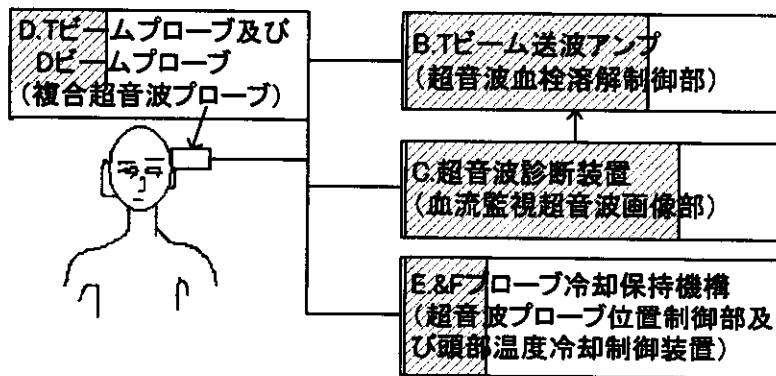 D.Tビームプローブ及び
Dビームプローブ
(複合超音波プローブ)
B.Tビーム送波アンプ
(超音波血栓溶解制御部)
C.超音波診断装置
(血流監視超音波画像部)
E.&Fプローブ冷却保持機構
(超音波プローブ位置制御部及
び頭部温度冷却制御装置)